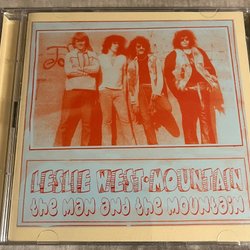 LESLIE WEST·MOUNTAIN
the MAN and the MOUNTAIN